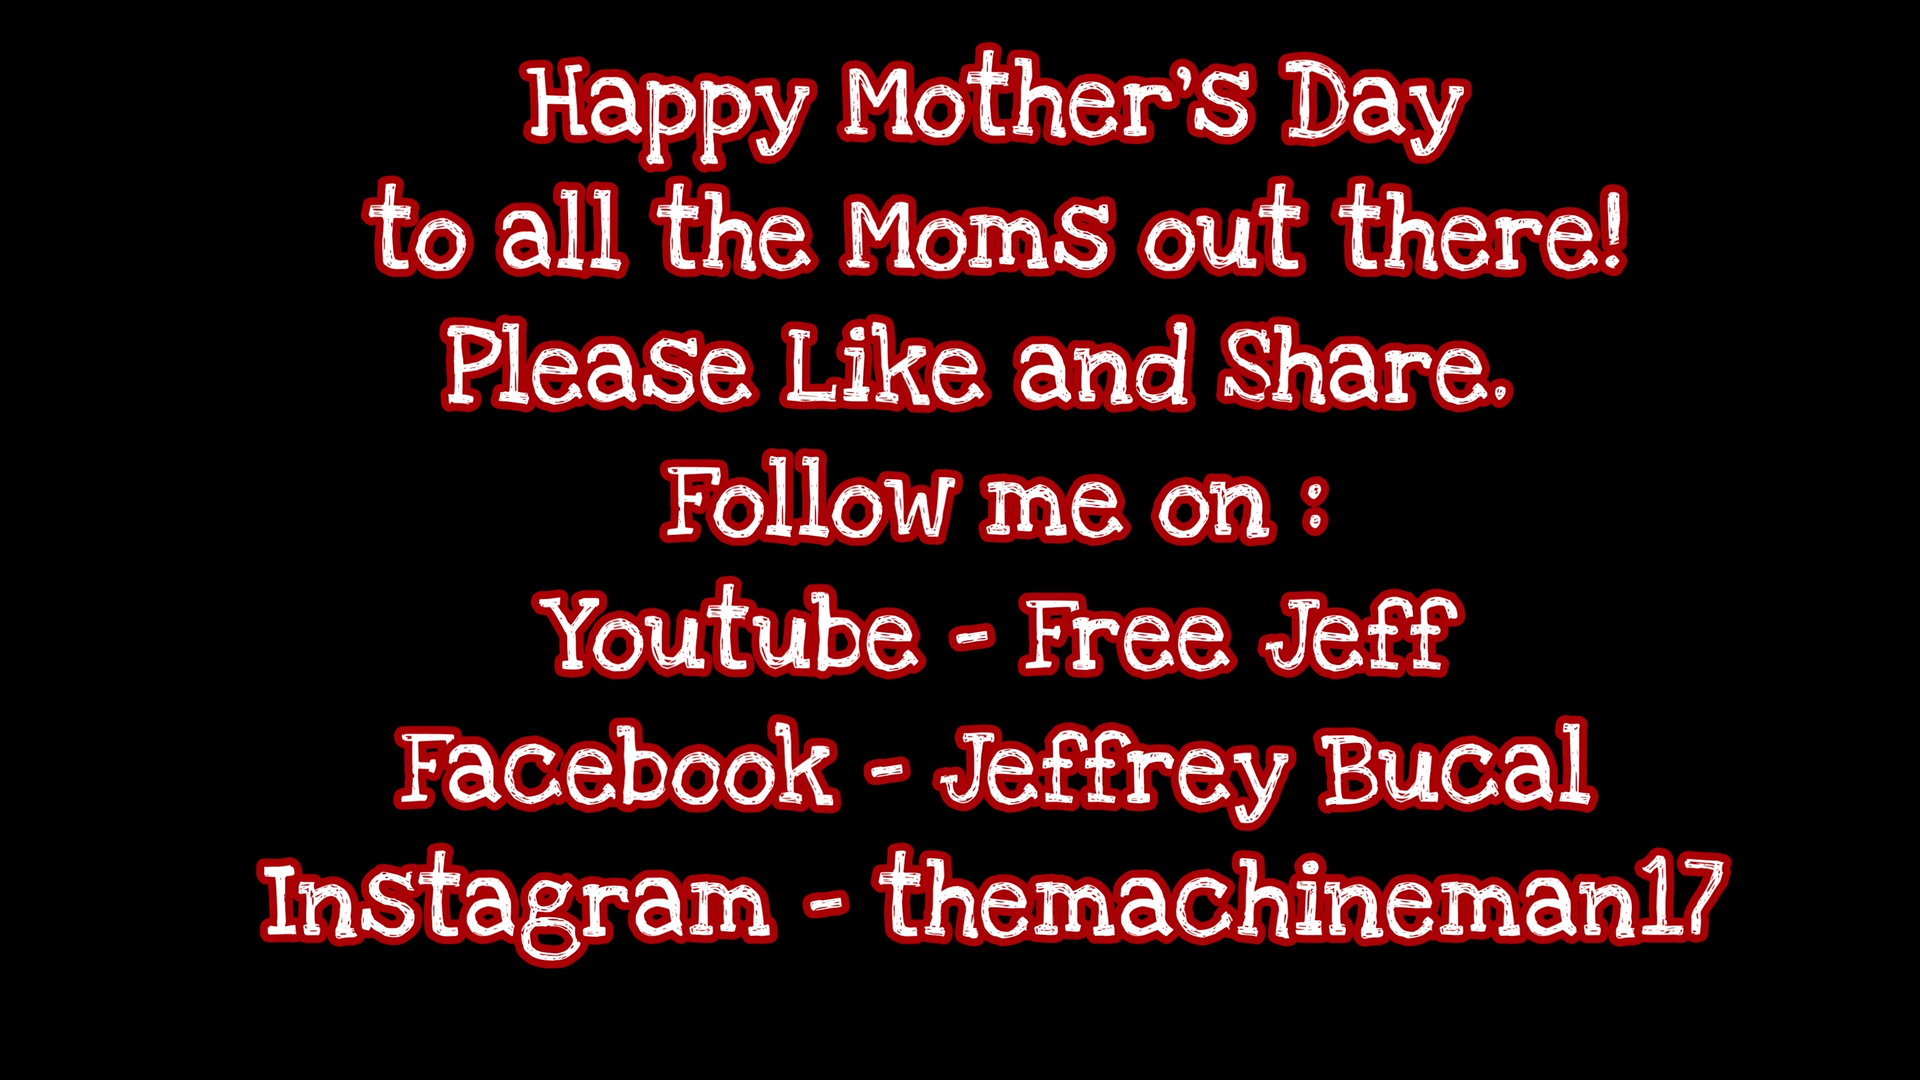 Happy Mother's Day
to all the Moms out there!
Please Like and Share.
Follow me on :
Youtube - Free Jeff
Facebook - Jeffrey Bucal
Instagram - themachineman17